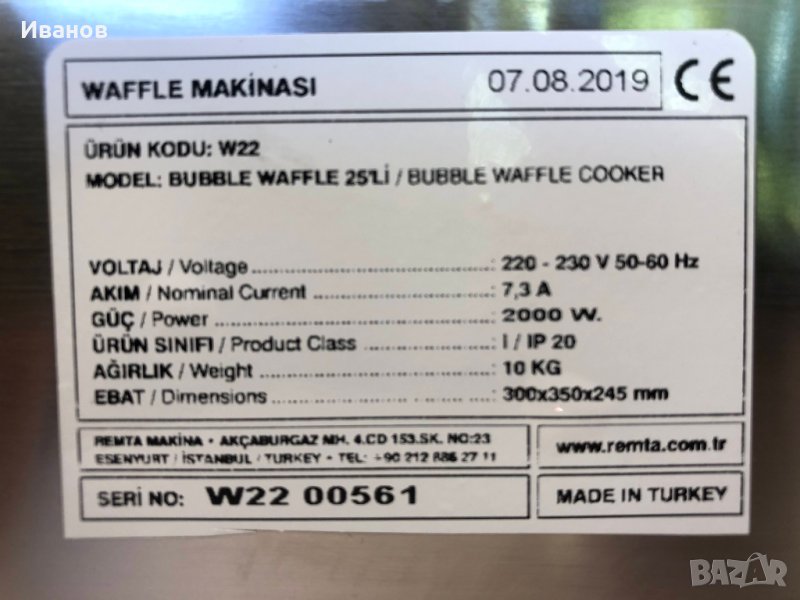 Иванов
WAFFLE MAKİNASI 07.08.2019 CE
ÜRÜN KODU: W22
MODEL: BUBBLE WAFFLE 25'Lİ / BUBBLE WAFFLE COOKER
VOLTAJ / Voltage ........................................ : 220 - 230 V 50-60 Hz
AKIM / Nominal Current ............................. : 7,3 A
GÜÇ / Power ............................................. : 2000 W.
ÜRÜN SINIFI / Product Class ...................... : I / IP 20
AĞIRLIK / Weight ....................................... : 10 KG
EBAT / Dimensions .................................... : 300x350x245 mm
REMTA MAKİNA • AKÇABURGAZ MH. 4.CD 153.SK. NO:23
ESENYURT / İSTANBUL / TURKEY • TEL: +90 212 886 27 11
www.remta.com.tr
SERİ NO: W22 00561
MADE IN TURKEY
BAZAR